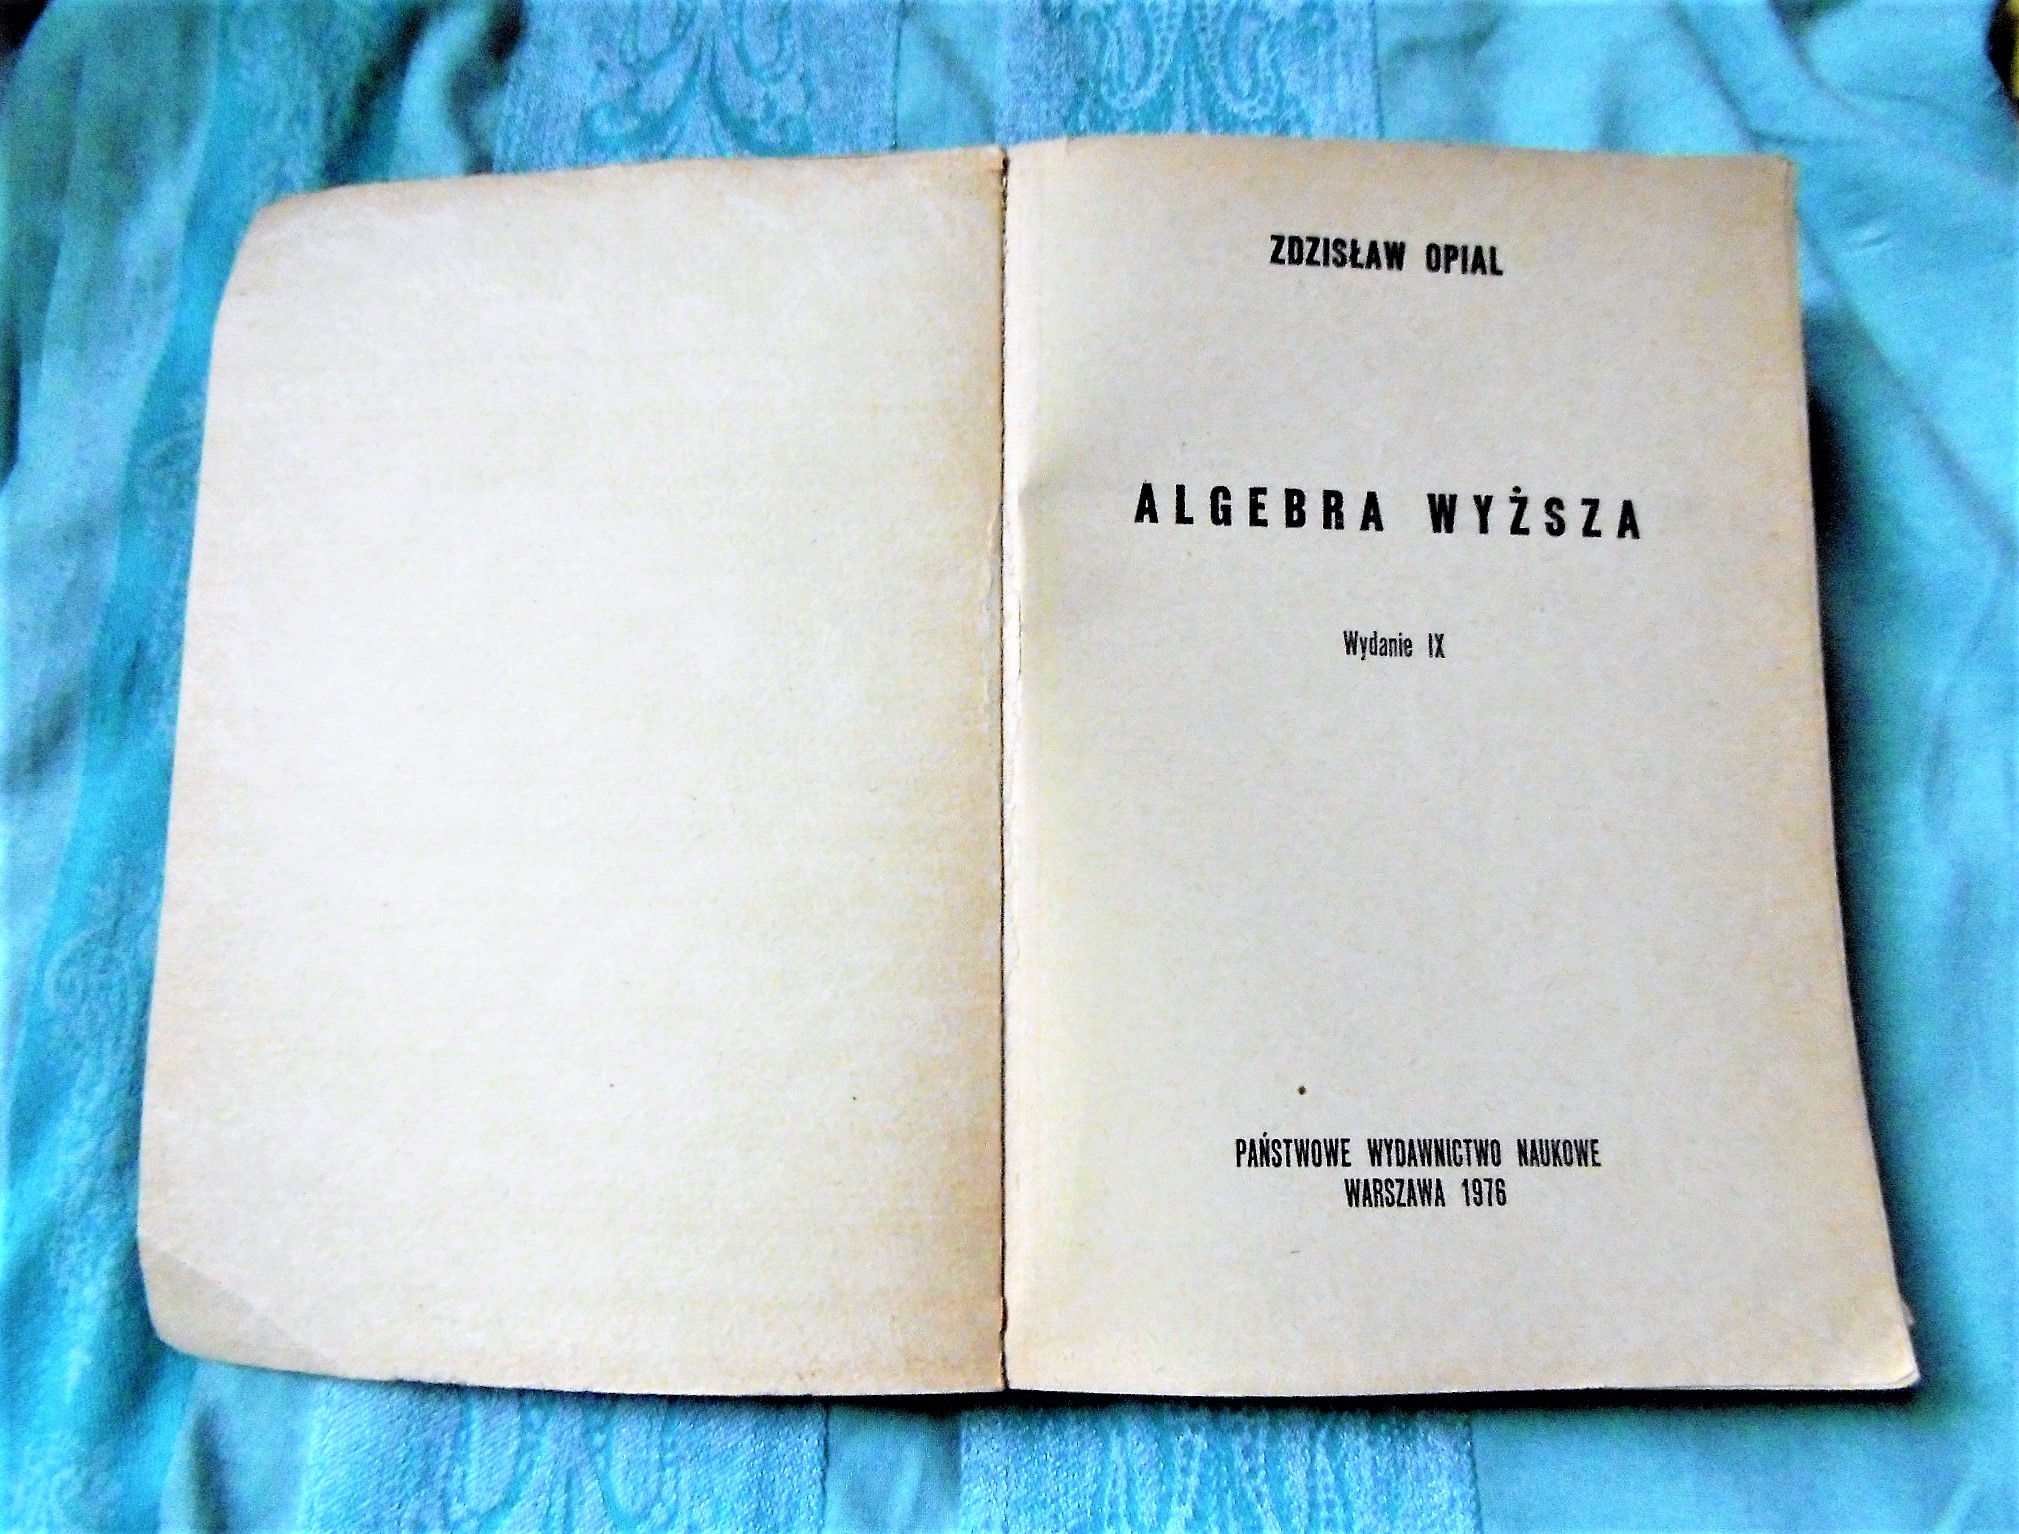 ZDZISŁAW OPIAL
ALGEBRA WYŻSZA
Wydanie IX
PAŃSTWOWE WYDAWNICTWO NAUKOWE
WARSZAWA 1976